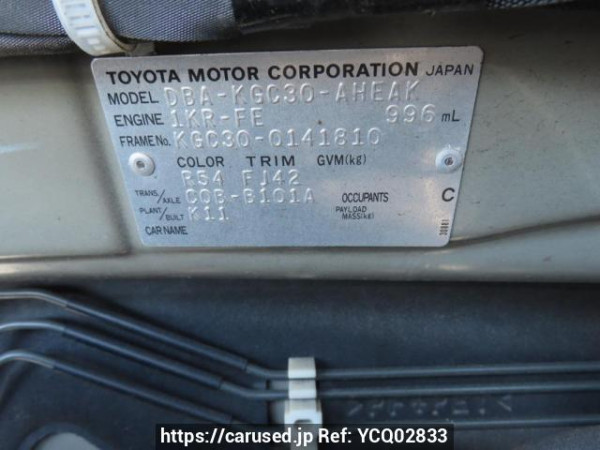 TOYOTA MOTOR CORPORATION JAPAN
MODEL DBA-KGC30-AHEAK
ENGINE 1KR-FE 996 mL
FRAME No. KGC30-0141810
COLOR TRIM GVM(kg)
R54 FJ42
TRANS./AXLE C0B-B101A OCCUPANTS C
PLANT/BUILT K11 PAYLOAD MASS(kg)
CAR NAME
https://carused.jp Ref: YCQ02833